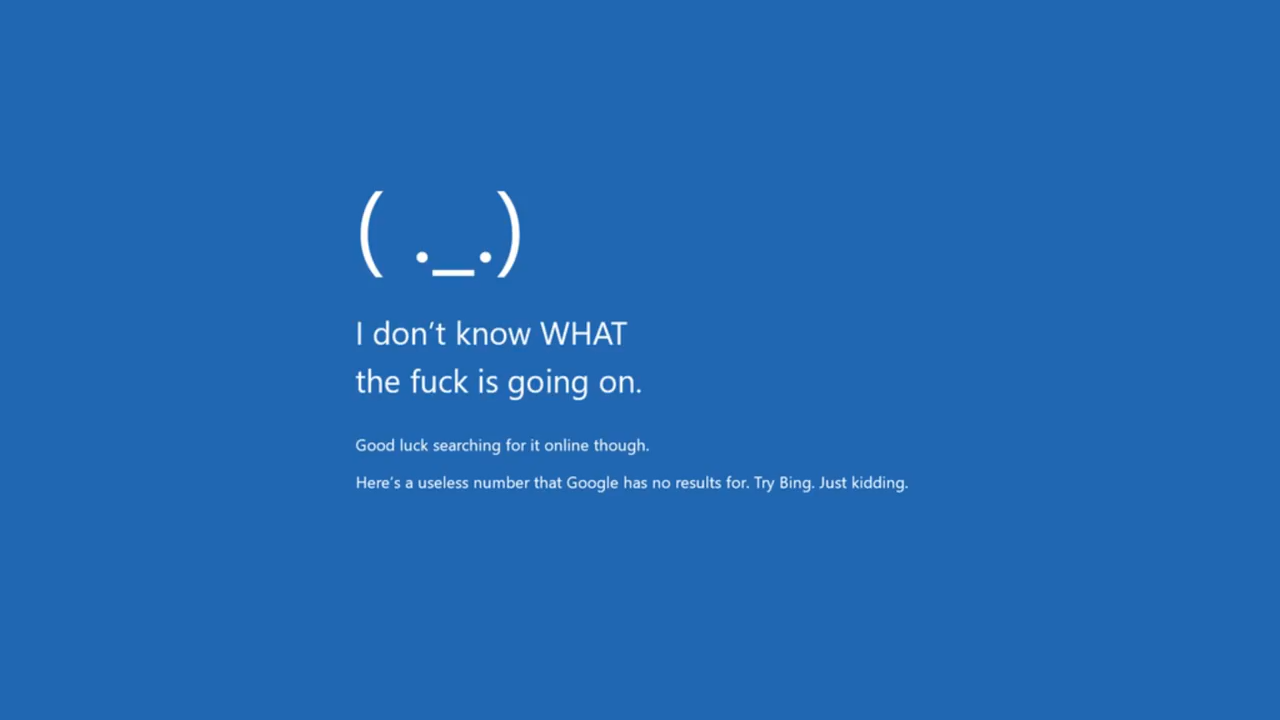 ( ._.)
I don’t know WHAT
the fuck is going on.
Good luck searching for it online though.
Here’s a useless number that Google has no results for. Try Bing. Just kidding.